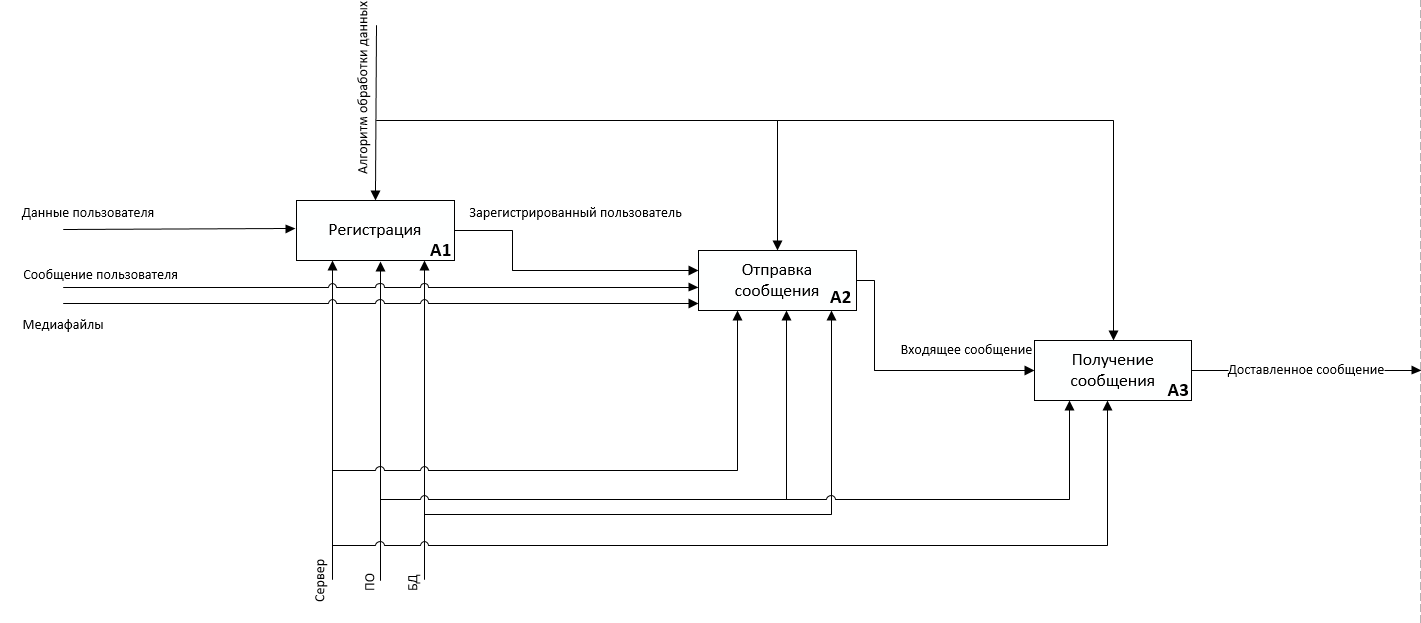 Алгоритм обработки данных
Данные пользователя
Регистрация
A1
Зарегистрированный пользователь
Сообщение пользователя
Медиафайлы
Отправка
сообщения
A2
Входящее сообщение
Получение
сообщения
A3
Доставленное сообщение
Сервер
ПО
БД